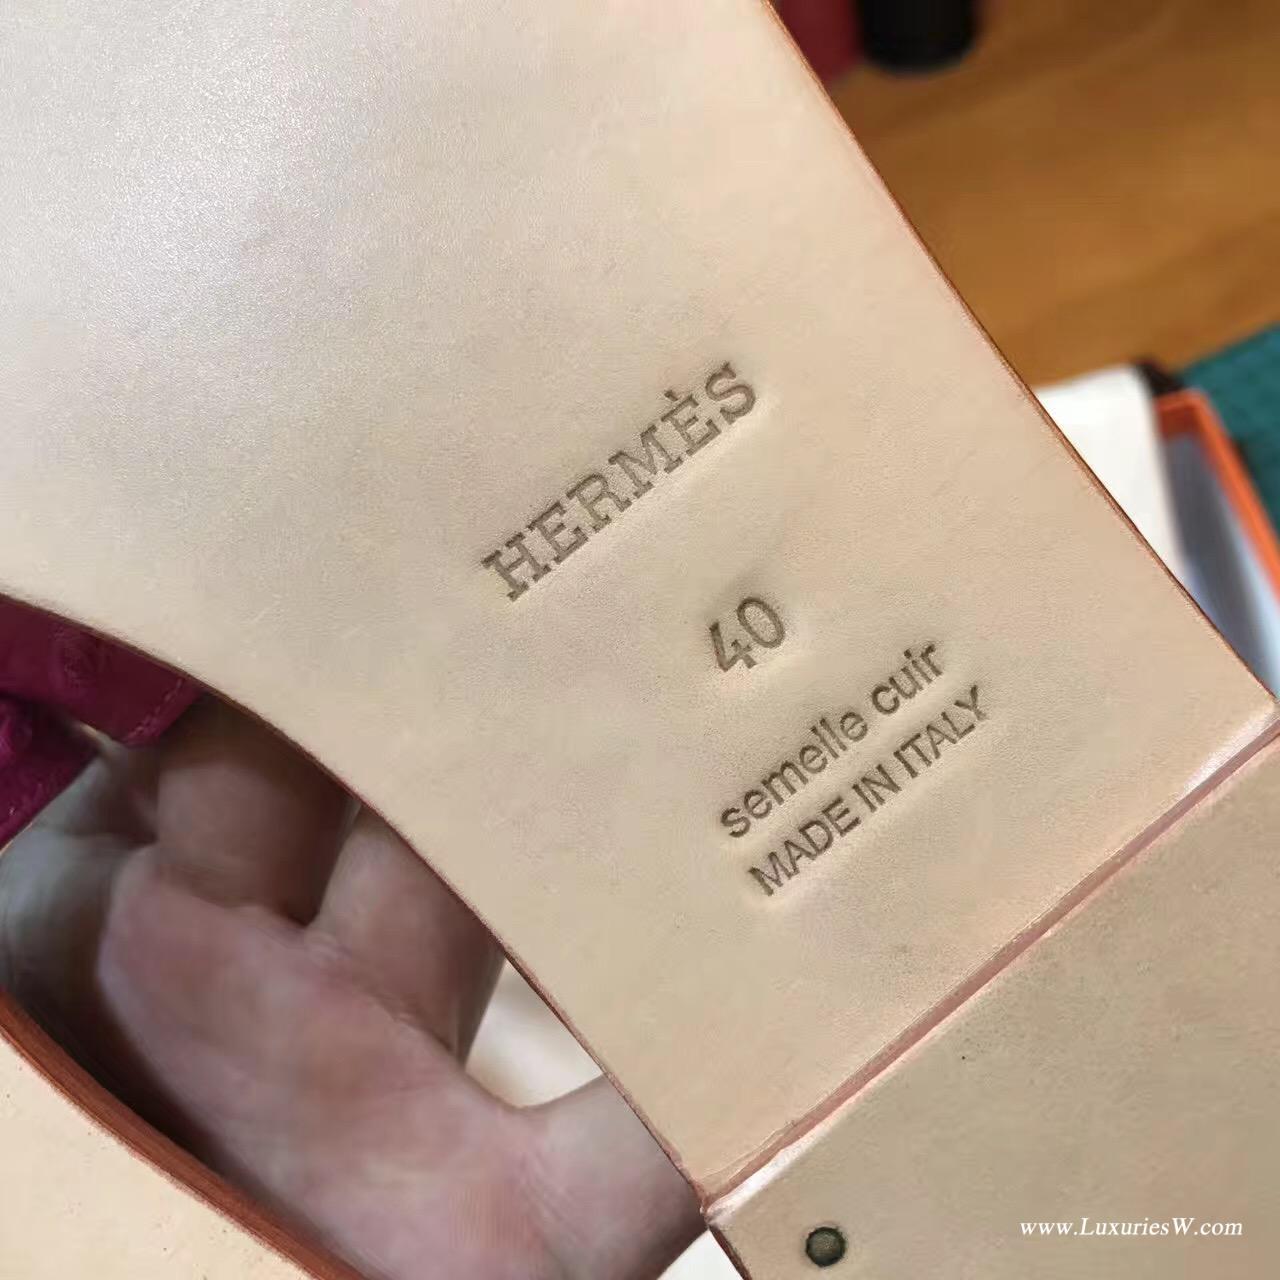 HERMÈS
40
semelle cuir
MADE IN ITALY
www.LuxuriesW.com